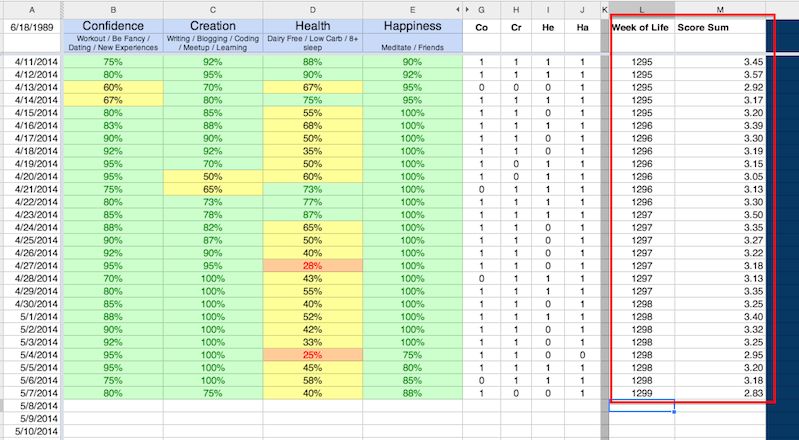 A B C D E G H I J K L M
6/18/1989 Confidence Creation Health Happiness Co Cr He Ha Week of Life Score Sum
Workout / Be Fancy / Writing / Blogging / Coding Dairy Free / Low Carb / 8+
Dating / New Experiences / Meetup / Learning sleep Meditate / Friends
4/11/2014 75% 92% 88% 90% 1 1 1 1 1295 3.45
4/12/2014 80% 95% 90% 92% 1 1 1 1 1295 3.57
4/13/2014 60% 70% 67% 95% 0 0 0 1 1295 2.92
4/14/2014 67% 80% 75% 95% 0 1 1 1 1295 3.17
4/15/2014 80% 85% 55% 100% 1 1 0 1 1296 3.20
4/16/2014 83% 88% 68% 100% 1 1 1 1 1296 3.39
4/17/2014 90% 90% 50% 100% 1 1 0 1 1296 3.30
4/18/2014 92% 92% 35% 100% 1 1 0 1 1296 3.19
4/19/2014 95% 70% 50% 100% 1 0 1 1 1296 3.15
4/20/2014 95% 50% 60% 100% 1 0 1 1 1296 3.05
4/21/2014 75% 65% 73% 100% 0 1 1 1 1296 3.13
4/22/2014 80% 73% 77% 100% 1 1 1 1 1296 3.30
4/23/2014 85% 78% 87% 100% 1 1 1 1 1297 3.50
4/24/2014 88% 82% 65% 100% 1 1 0 1 1297 3.35
4/25/2014 90% 87% 50% 100% 1 1 0 1 1297 3.27
4/26/2014 92% 90% 40% 100% 1 1 0 1 1297 3.22
4/27/2014 95% 95% 28% 100% 1 1 0 1 1297 3.18
4/28/2014 70% 100% 43% 100% 0 1 1 1 1297 3.13
4/29/2014 80% 100% 55% 100% 1 1 1 1 1297 3.35
4/30/2014 85% 100% 40% 100% 1 1 0 1 1298 3.25
5/1/2014 88% 100% 52% 100% 1 1 1 1 1298 3.40
5/2/2014 90% 100% 42% 100% 1 1 0 1 1298 3.32
5/3/2014 92% 100% 33% 100% 1 1 0 1 1298 3.25
5/4/2014 95% 100% 25% 75% 1 1 0 0 1298 2.95
5/5/2014 95% 100% 45% 80% 1 1 1 1 1298 3.20
5/6/2014 75% 100% 58% 85% 0 1 1 1 1298 3.18
5/7/2014 80% 75% 40% 88% 1 0 0 1 1299 2.83
5/8/2014
5/9/2014
5/10/2014